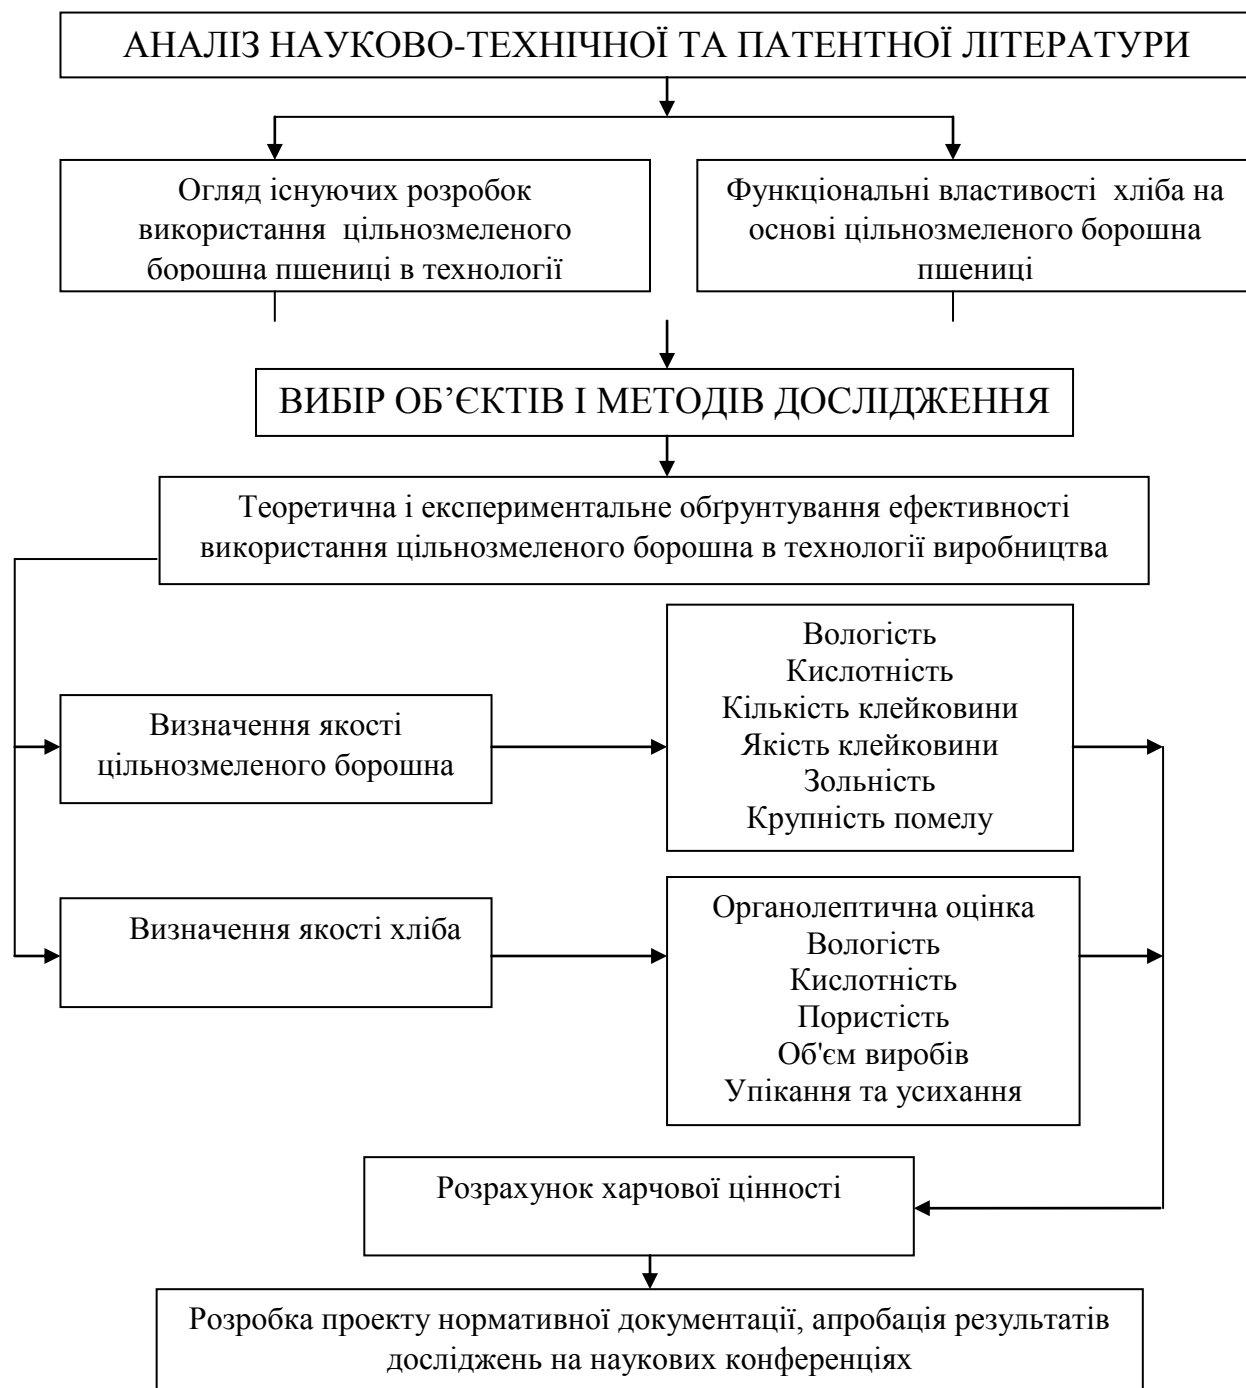 АНАЛІЗ НАУКОВО-ТЕХНІЧНОЇ ТА ПАТЕНТНОЇ ЛІТЕРАТУРИ
Огляд існуючих розробок
використання цільнозмеленого
борошна пшениці в технології
Функціональні властивості хліба на
основі цільнозмеленого борошна
пшениці
ВИБІР ОБ’ЄКТІВ І МЕТОДІВ ДОСЛІДЖЕННЯ
Теоретична і експериментальне обґрунтування ефективності
використання цільнозмеленого борошна в технології виробництва
Визначення якості
цільнозмеленого борошна
Вологість
Кислотність
Кількість клейковини
Якість клейковини
Зольність
Крупність помелу
Визначення якості хліба
Органолептична оцінка
Вологість
Кислотність
Пористість
Об'єм виробів
Упікання та усихання
Розрахунок харчової цінності
Розробка проекту нормативної документації, апробація результатів
досліджень на наукових конференціях